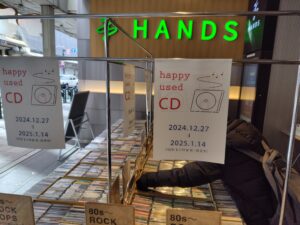 HANDS
happy
used
CD
2024.12.27
2025.1.14
happy
used
CD
2024.12.27
2025.1.14
ROCK
POPS
80s
ROCK
80s~